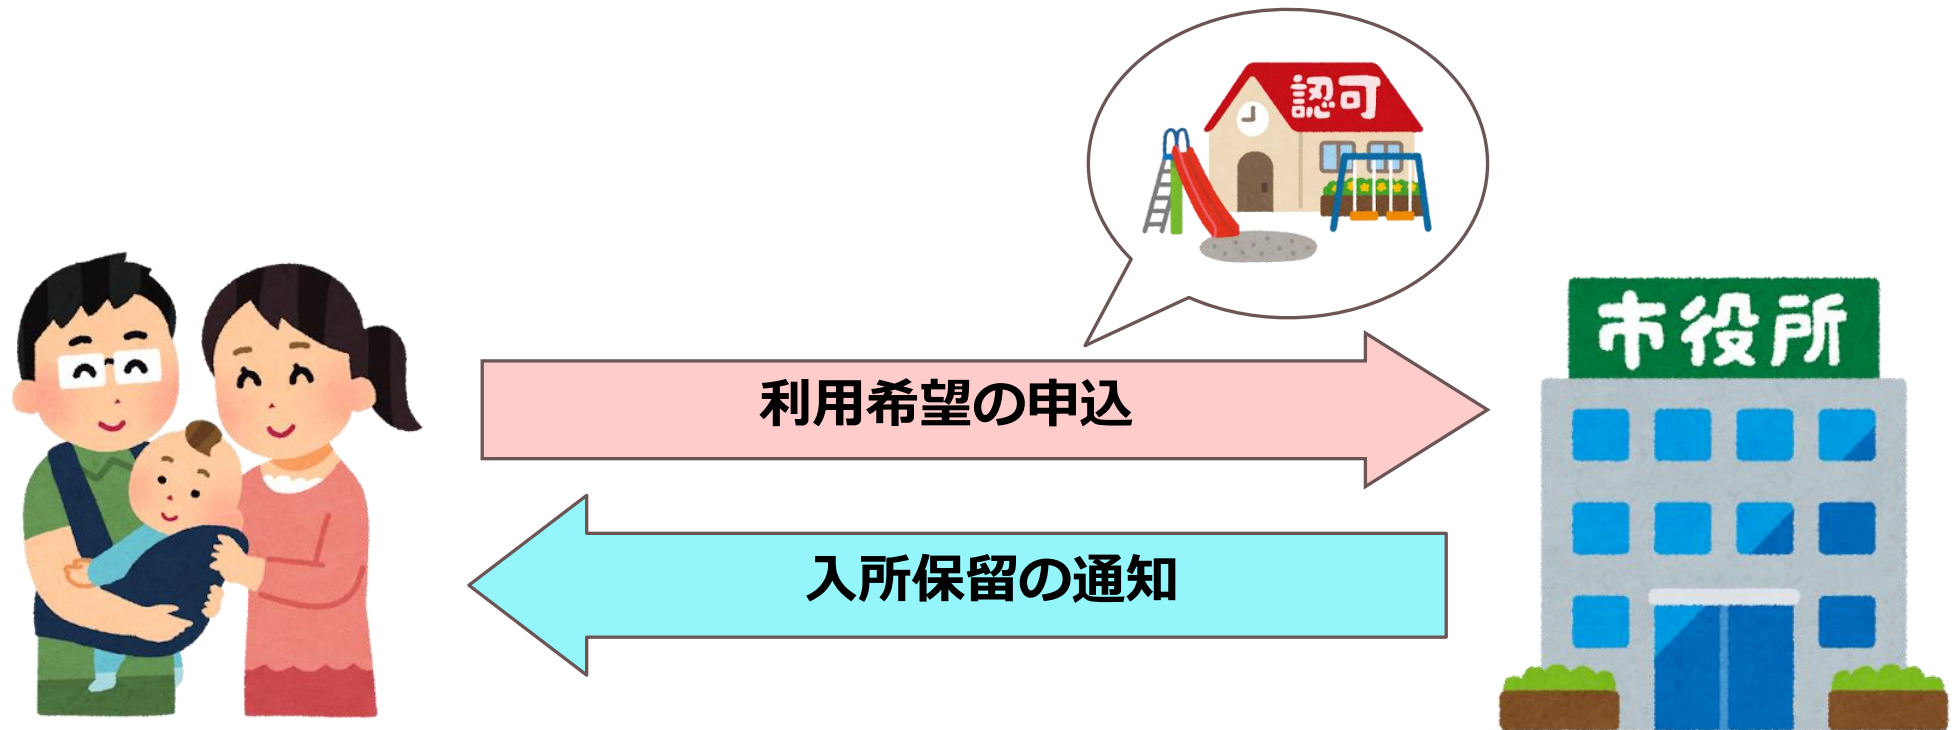 認可
市役所
利用希望の申込
入所保留の通知